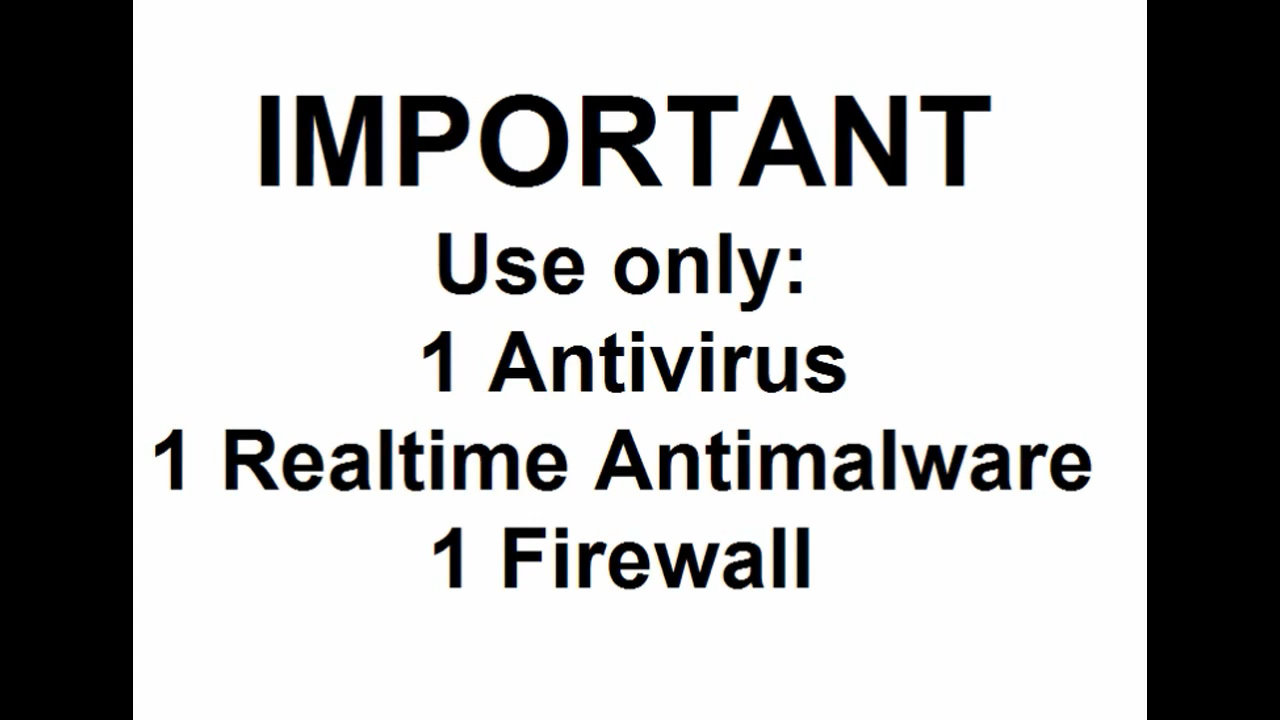 IMPORTANT
Use only:
1 Antivirus
1 Realtime Antimalware
1 Firewall